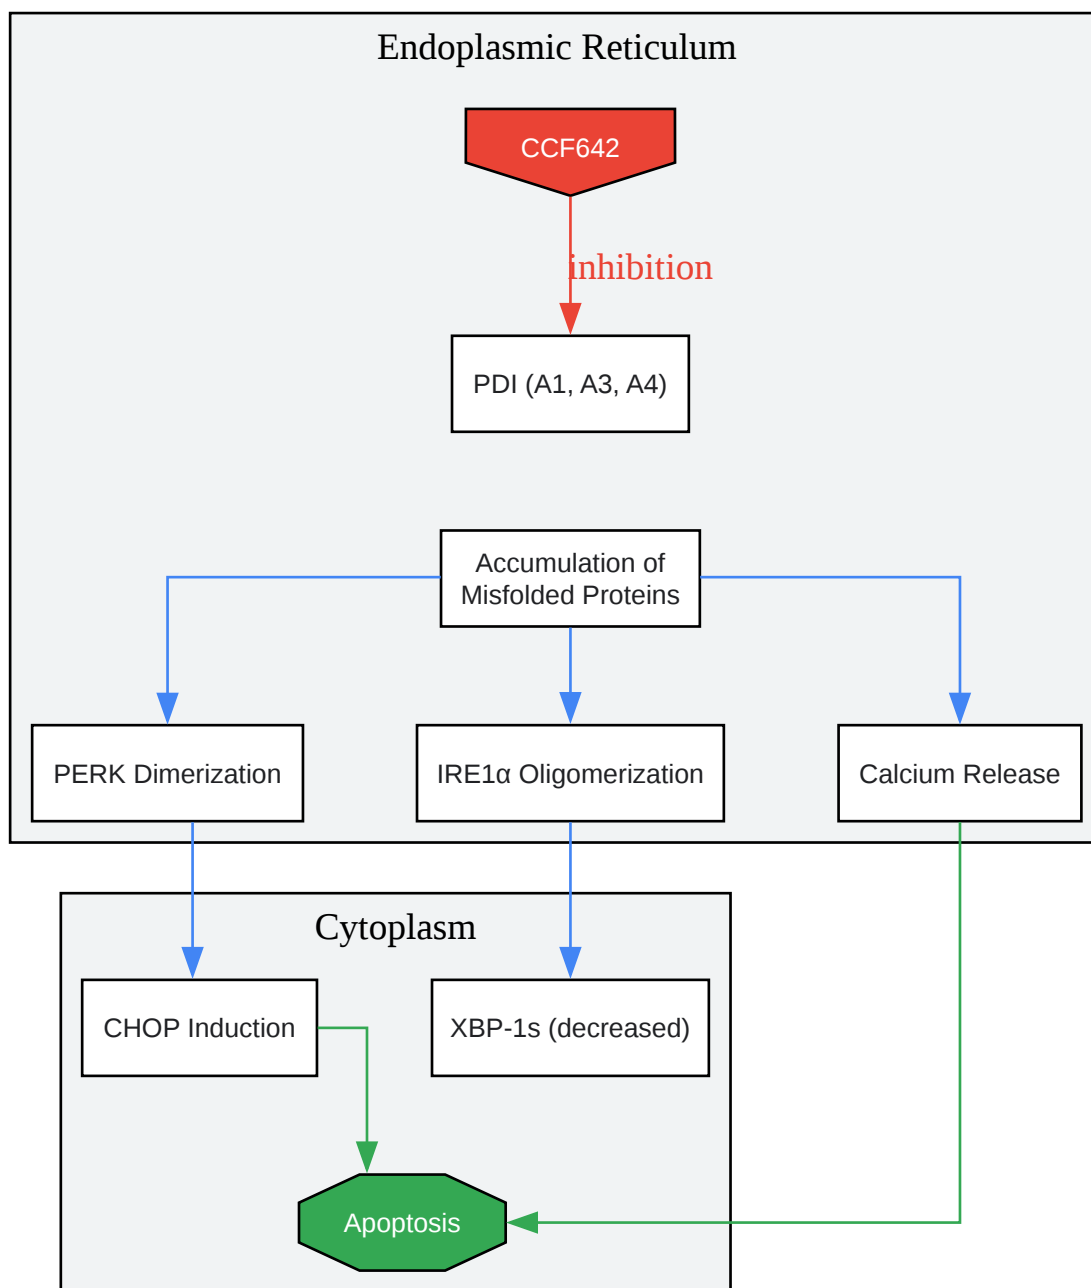 Endoplasmic Reticulum
CCF642
inhibition
PDI (A1, A3, A4)
Accumulation of
Misfolded Proteins
PERK Dimerization
IRE1α Oligomerization
Calcium Release
Cytoplasm
CHOP Induction
XBP-1s (decreased)
Apoptosis